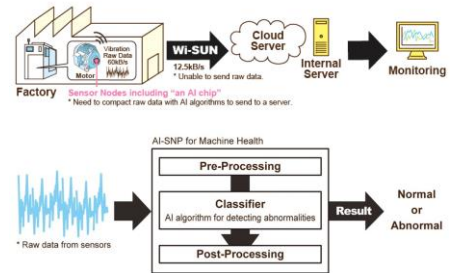 Vibration
Raw Data
60kB/s
Motor
Factory
Wi-SUN
12.5kB/s
* Unable to send raw data.
Cloud
Server
Internal
Server
Monitoring
Sensor Nodes including "an AI chip"
* Need to compact raw data with AI algorithms to send to a server.
AI-SNP for Machine Health
Pre-Processing
Classifier
AI algorithm for detecting abnormalities
Post-Processing
Result
Normal
or
Abnormal
* Raw data from sensors